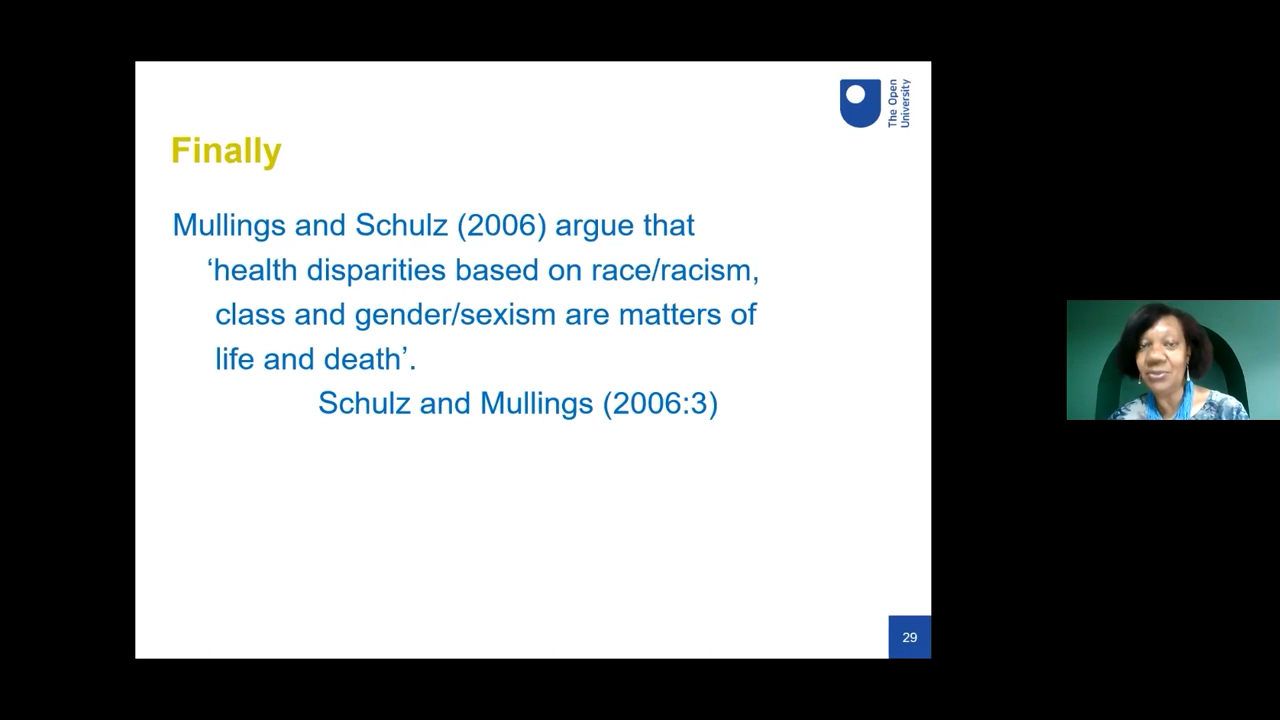 The Open
University
Finally
Mullings and Schulz (2006) argue that
‘health disparities based on race/racism,
class and gender/sexism are matters of
life and death’.
Schulz and Mullings (2006:3)
29